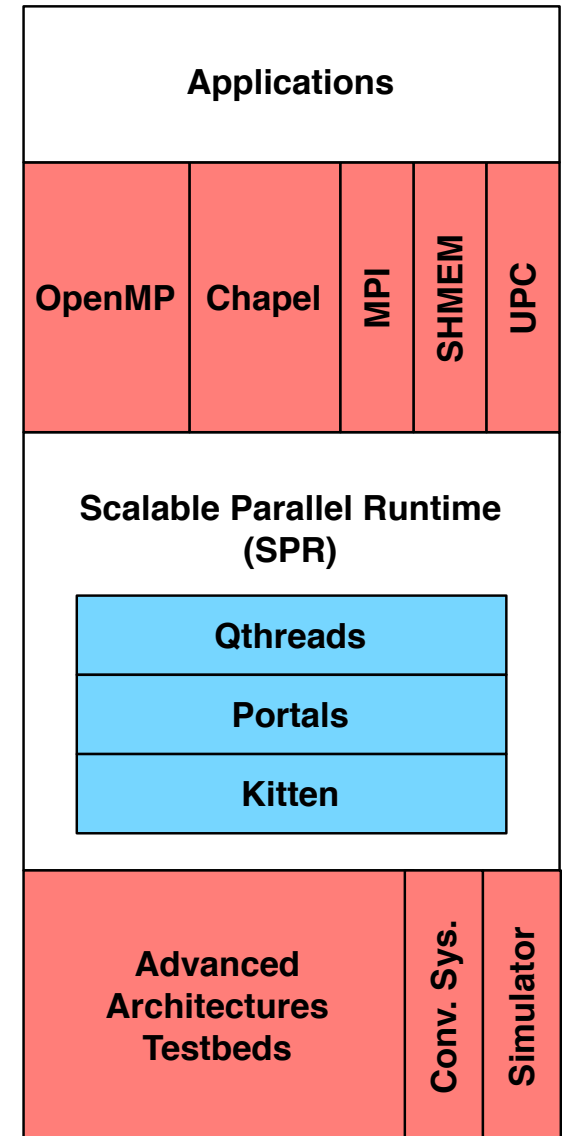 Applications
OpenMP
Chapel
MPI
SHMEM
UPC
Scalable Parallel Runtime
(SPR)
Qthreads
Portals
Kitten
Advanced
Architectures
Testbeds
Conv. Sys.
Simulator